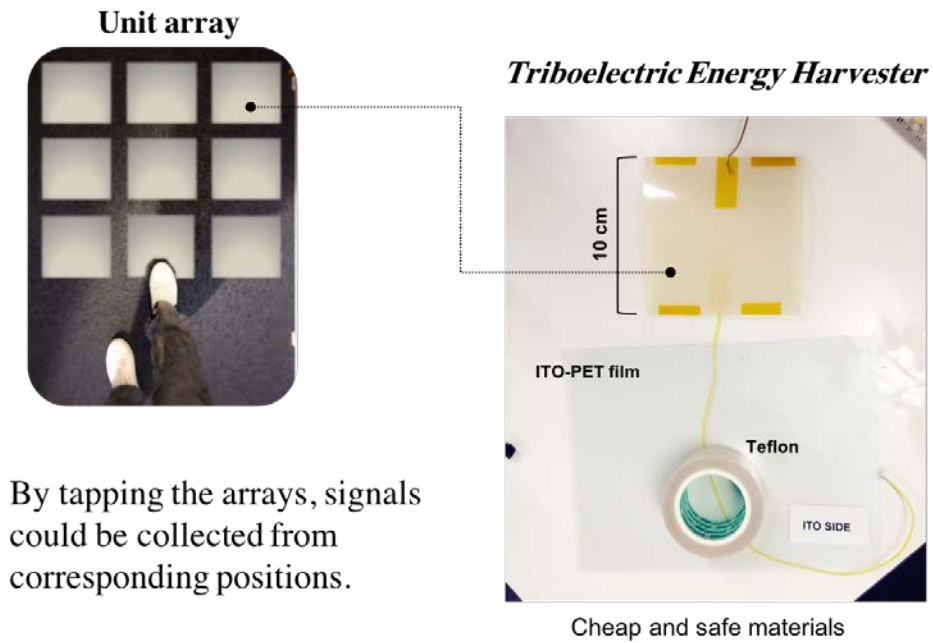 Unit array
Triboelectric Energy Harvester
10 cm
ITO-PET film
Teflon
ITO SIDE
By tapping the arrays, signals
could be collected from
corresponding positions.
Cheap and safe materials